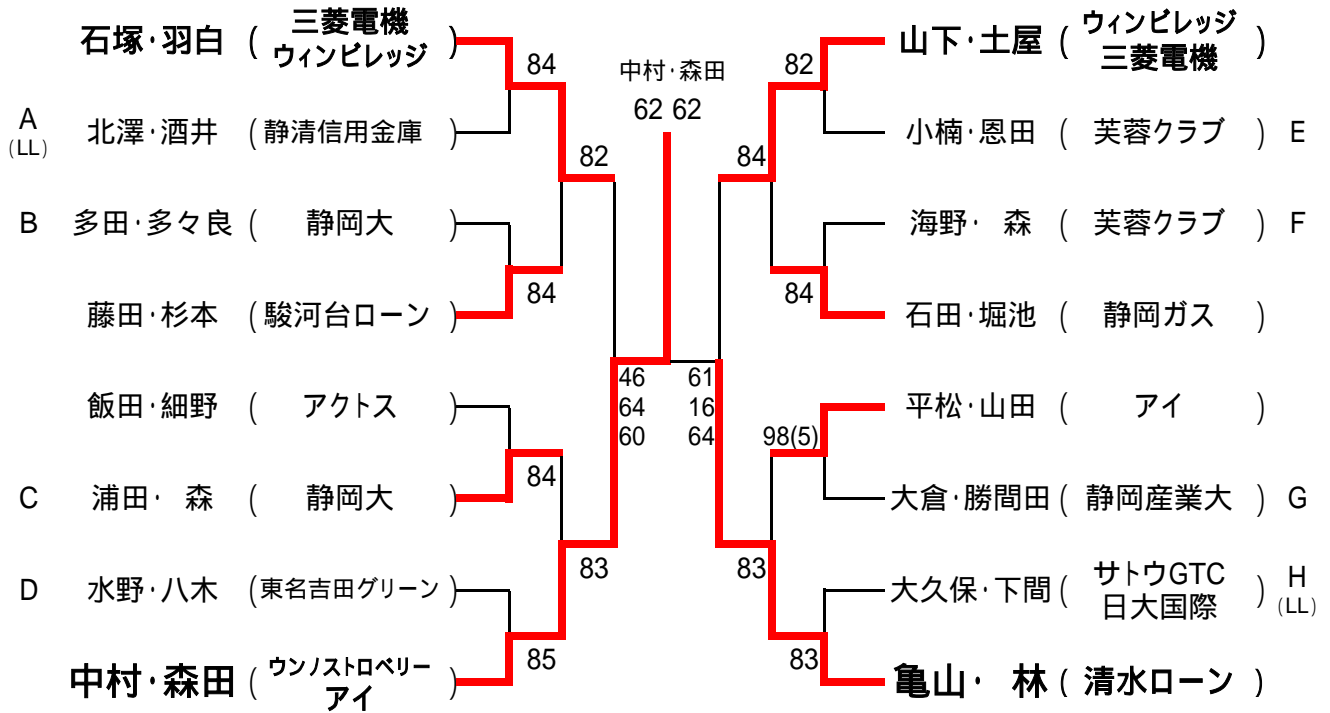 石塚・羽白 ( 三菱電機 ウィンビレッジ )
A (LL) 北澤・酒井 ( 静清信用金庫 )
B 多田・多々良 ( 静岡大 )
藤田・杉本 ( 駿河台ローン )
飯田・細野 ( アクトス )
C 浦田・ 森 ( 静岡大 )
D 水野・八木 ( 東名吉田グリーン )
中村・森田 ( ウンノストロベリー アイ )
84
84
84
85
82
83
46
64
60
中村・森田
62 62
61
16
64
84
83
82
84
98(5)
83
山下・土屋 ( ウィンビレッジ 三菱電機 )
小楠・恩田 ( 芙蓉クラブ ) E
海野・ 森 ( 芙蓉クラブ ) F
石田・堀池 ( 静岡ガス )
平松・山田 ( アイ )
大倉・勝間田 ( 静岡産業大 ) G
大久保・下間 ( サトウGTC 日大国際 ) H (LL)
亀山・ 林 ( 清水ローン )